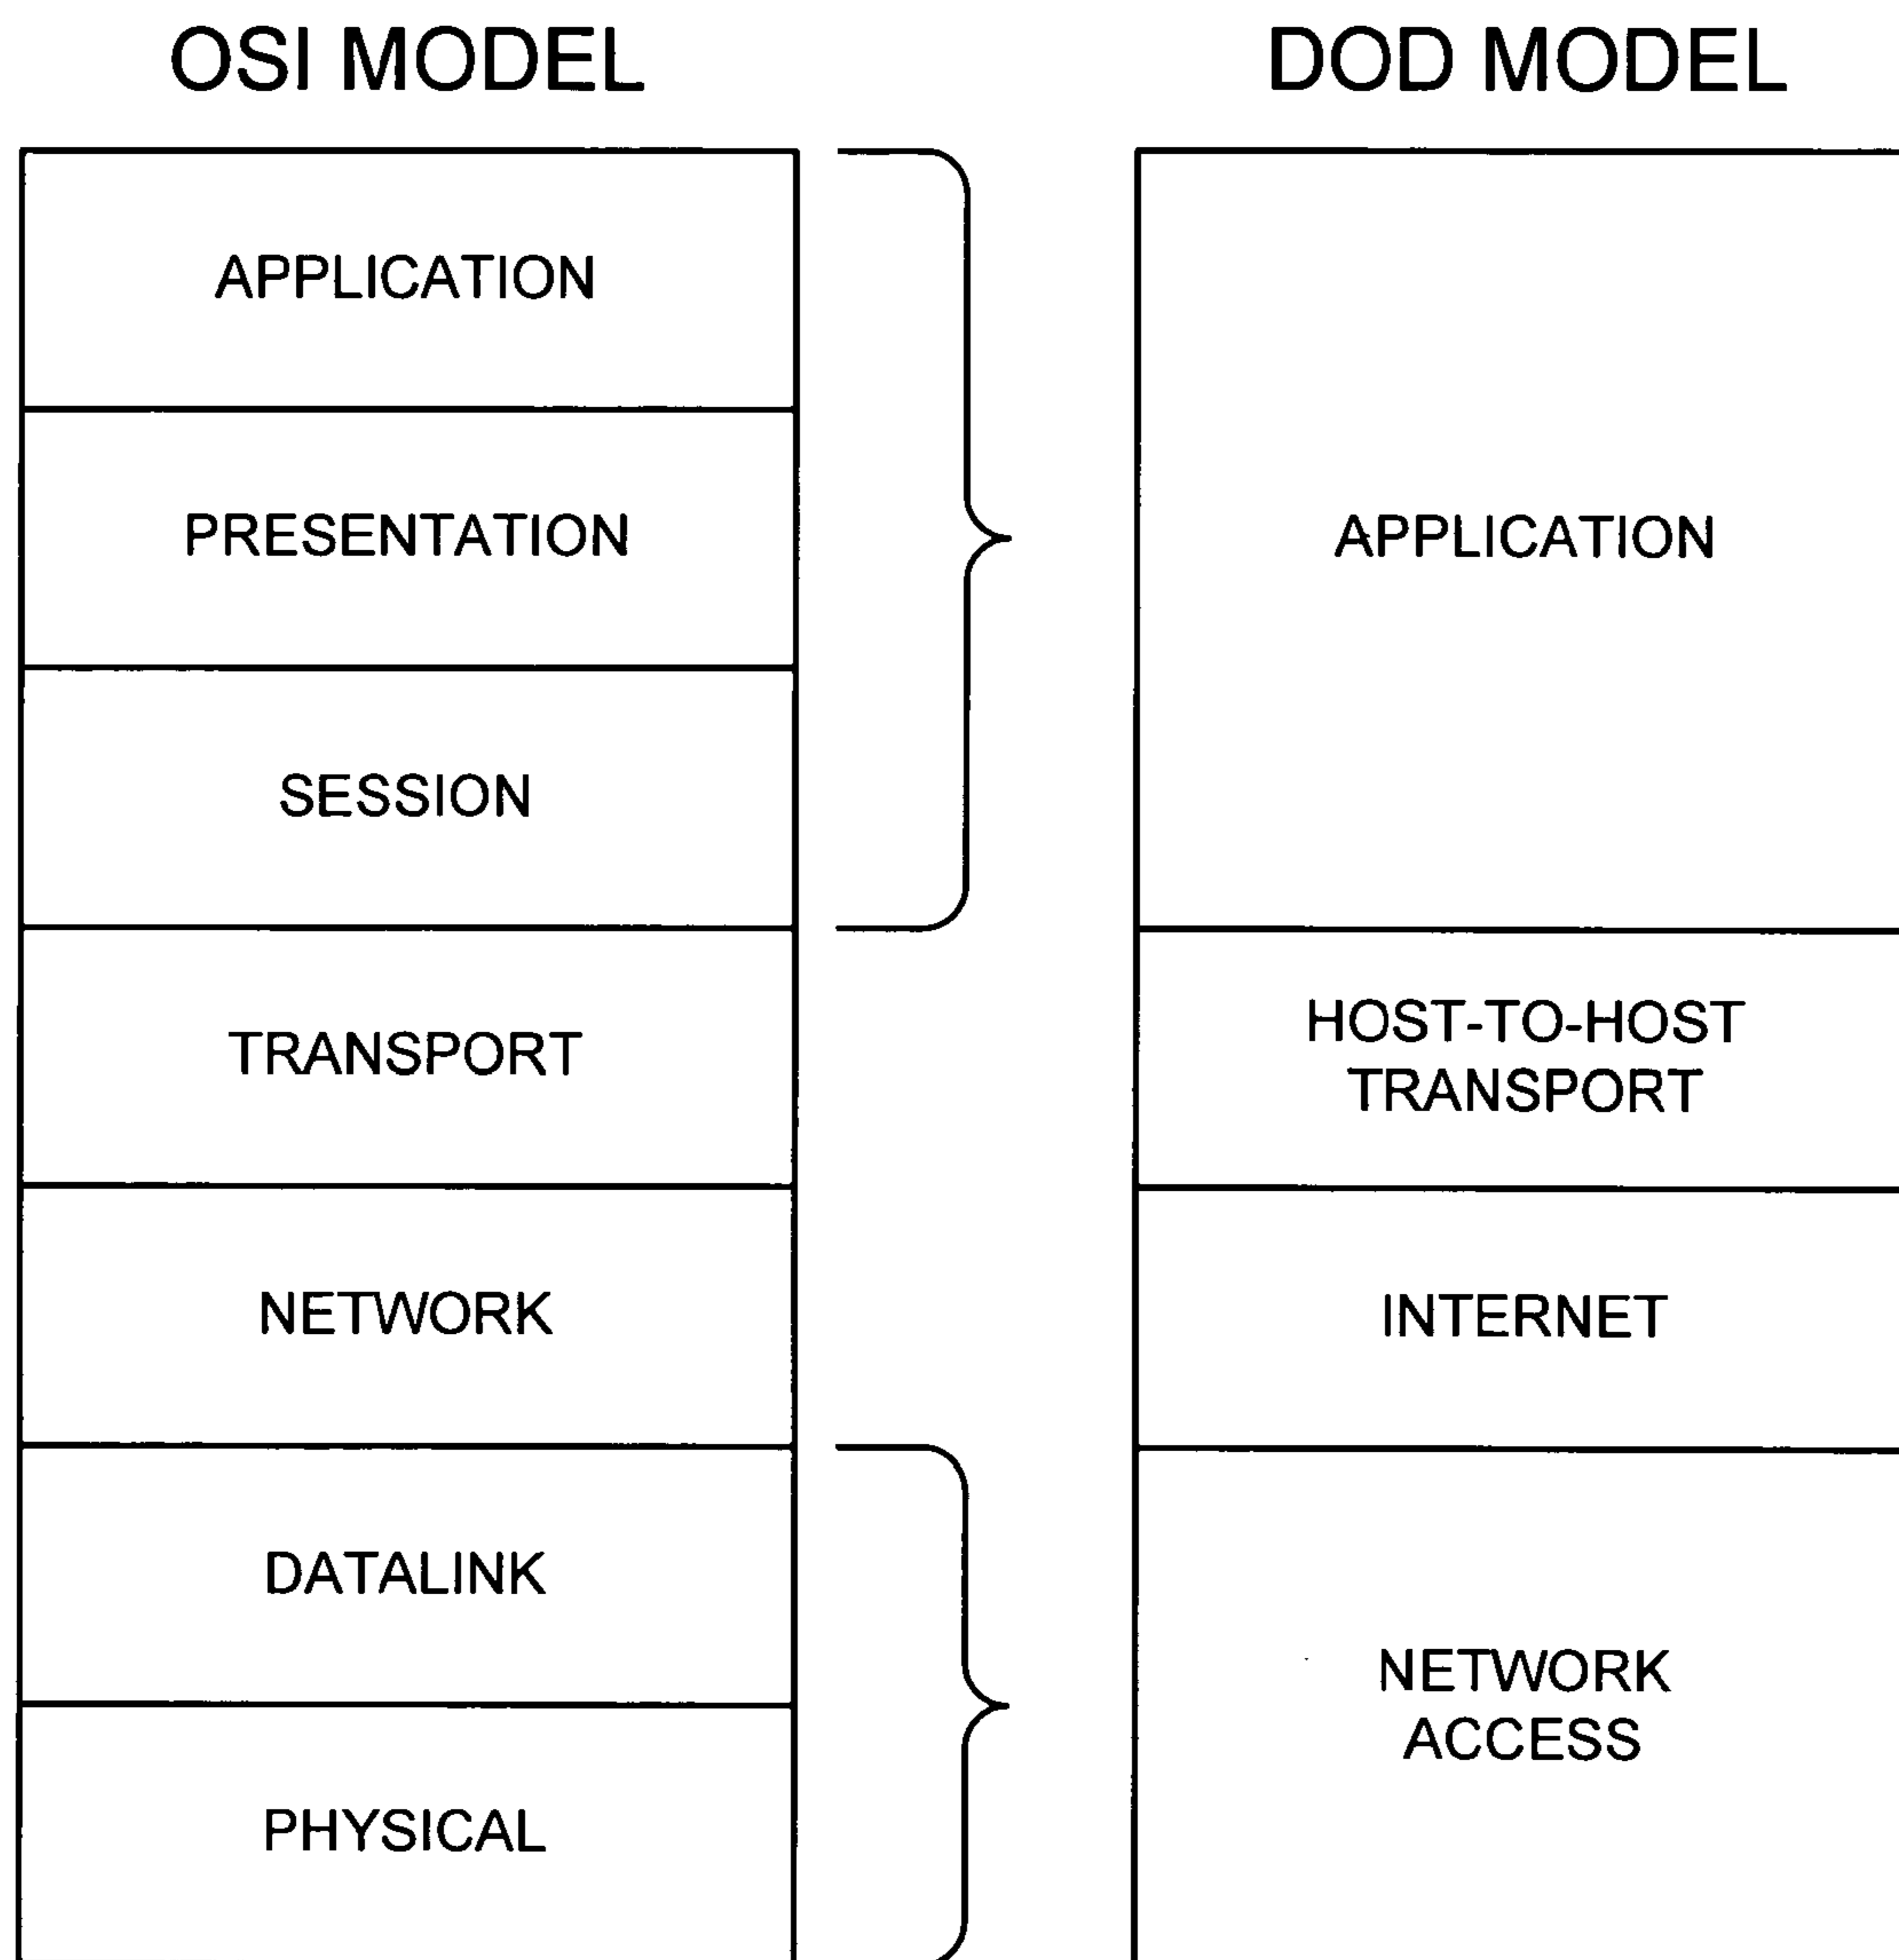 OSI MODEL
DOD MODEL
APPLICATION
PRESENTATION
SESSION
TRANSPORT
NETWORK
DATALINK
PHYSICAL
APPLICATION
HOST-TO-HOST
TRANSPORT
INTERNET
NETWORK
ACCESS